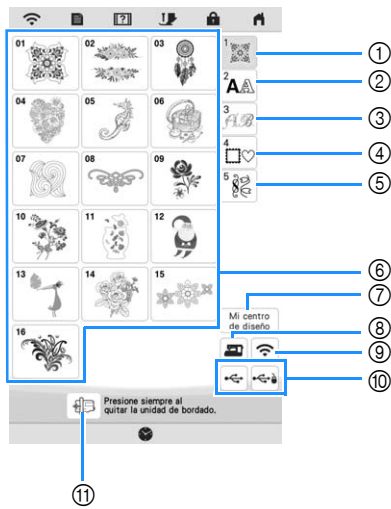 01 02 03
1
①
2 AA
②
04 05 06
3 AB
③
4
④
07 08 09
5
⑤
10 11 12
⑥
13 14 15
⑦
Mi centro
de diseño
⑧
16
⑨
⑩
Presione siempre al
quitar la unidad de bordado.
⑪